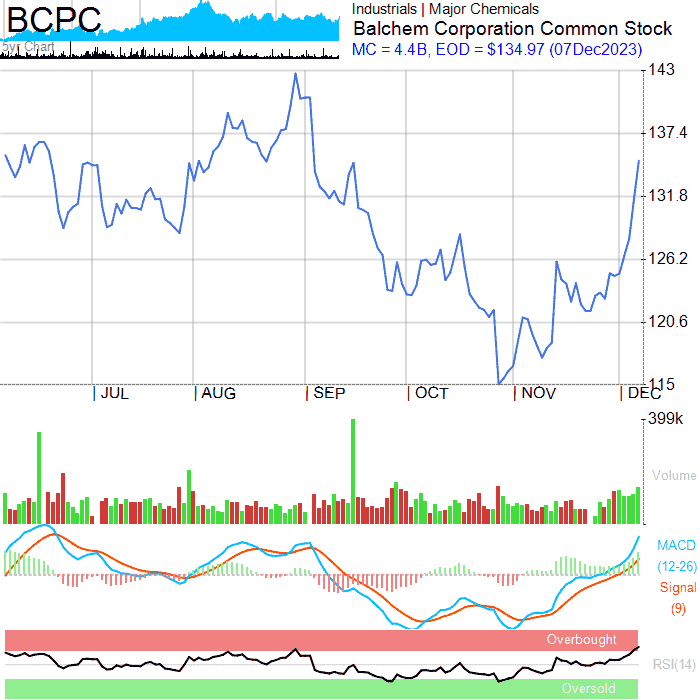 BCPC
5yr Chart
Industrials | Major Chemicals
Balchem Corporation Common Stock
MC = 4.4B, EOD = $134.97 (07Dec2023)
143
137.4
131.8
126.2
120.6
115
JUL
AUG
SEP
OCT
NOV
DEC
399k
Volume
MACD
(12-26)
Signal
(9)
Overbought
RSI(14)
Oversold